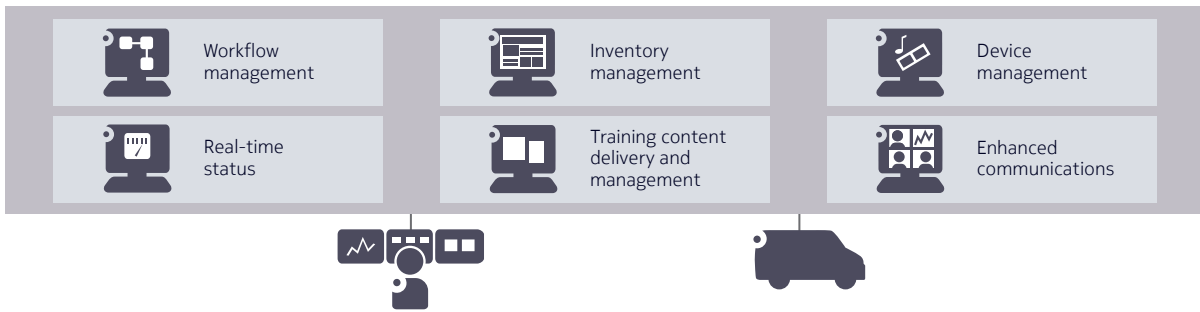 Workflow
management
Inventory
management
Device
management
Real-time
status
Training content
delivery and
management
Enhanced
communications